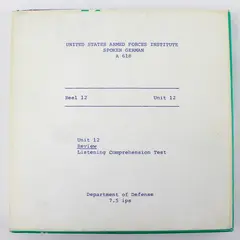 UNITED STATES ARMED FORCES INSTITUTE
SPOKEN GERMAN
A 618
Reel 12 Unit 12
Unit 12
Review
Listening Comprehension Test
Department of Defense
7.5 ips